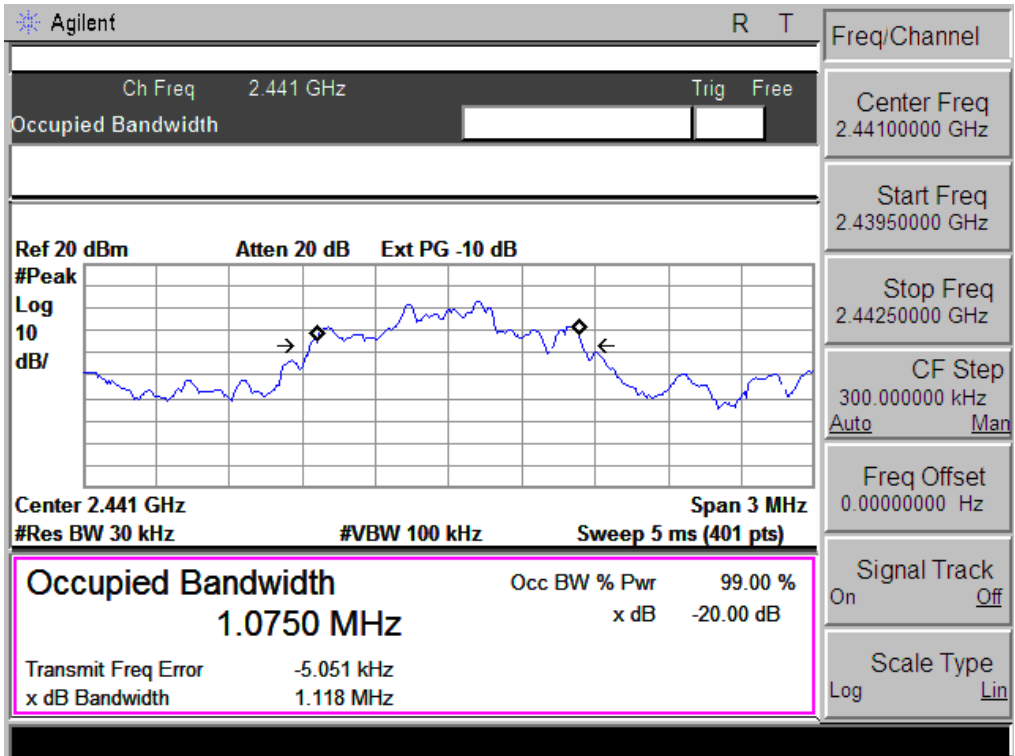 Agilent R T
Ch Freq 2.441 GHz Trig Free
Occupied Bandwidth
Ref 20 dBm Atten 20 dB Ext PG -10 dB
#Peak
Log
10
dB/
Center 2.441 GHz Span 3 MHz
#Res BW 30 kHz #VBW 100 kHz Sweep 5 ms (401 pts)
Occupied Bandwidth Occ BW % Pwr 99.00 %
1.0750 MHz x dB -20.00 dB
Transmit Freq Error -5.051 kHz
x dB Bandwidth 1.118 MHz
Freq/Channel
Center Freq
2.44100000 GHz
Start Freq
2.43950000 GHz
Stop Freq
2.44250000 GHz
CF Step
300.000000 kHz
Auto Man
Freq Offset
0.00000000 Hz
Signal Track
On Off
Scale Type
Log Lin